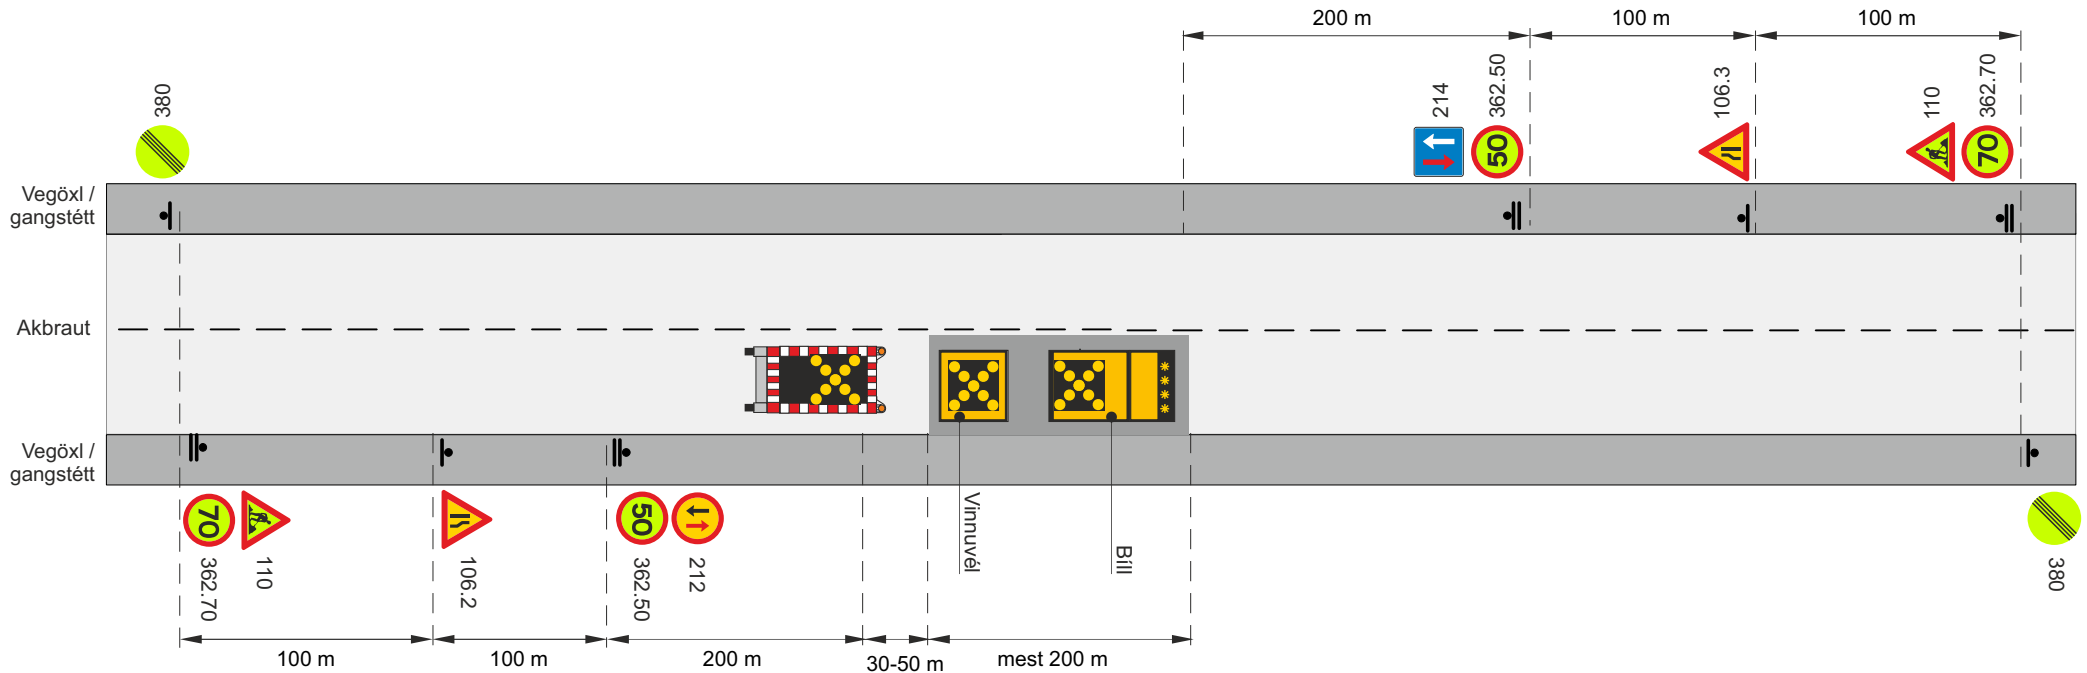 200 m
100 m
100 m
380
214
362.50
106.3
110
362.70
50
70
Vegöxl /
gangstétt
Akbraut
Vegöxl /
gangstétt
70
50
362.70
110
106.2
362.50
212
Vinnuvél
Bíll
380
100 m
100 m
200 m
30-50 m
mest 200 m